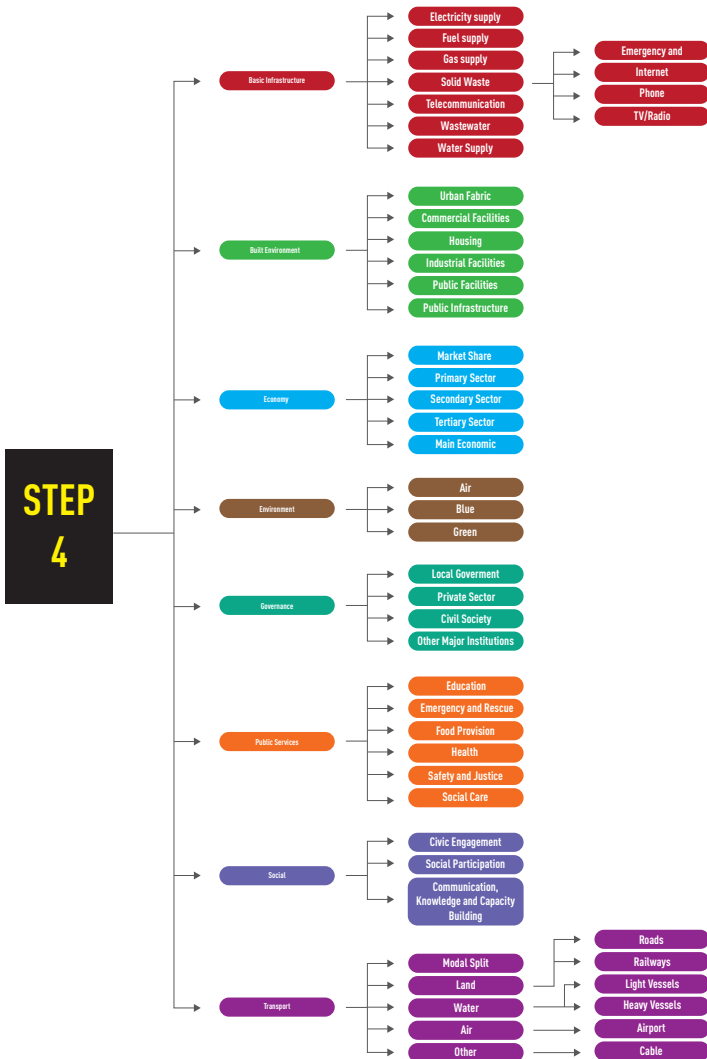 STEP
4
Basic Infrastructure
Electricity supply
Fuel supply
Gas supply
Solid Waste
Telecommunication
Wastewater
Water Supply
Emergency and
Internet
Phone
TV/Radio
Built Environment
Urban Fabric
Commercial Facilities
Housing
Industrial Facilities
Public Facilities
Public Infrastructure
Economy
Market Share
Primary Sector
Secondary Sector
Tertiary Sector
Main Economic
Environment
Air
Blue
Green
Governance
Local Goverment
Private Sector
Civil Society
Other Major Institutions
Public Services
Education
Emergency and Rescue
Food Provision
Health
Safety and Justice
Social Care
Social
Civic Engagement
Social Participation
Communication,
Knowledge and Capacity
Building
Transport
Modal Split
Land
Water
Air
Other
Roads
Railways
Light Vessels
Heavy Vessels
Airport
Cable